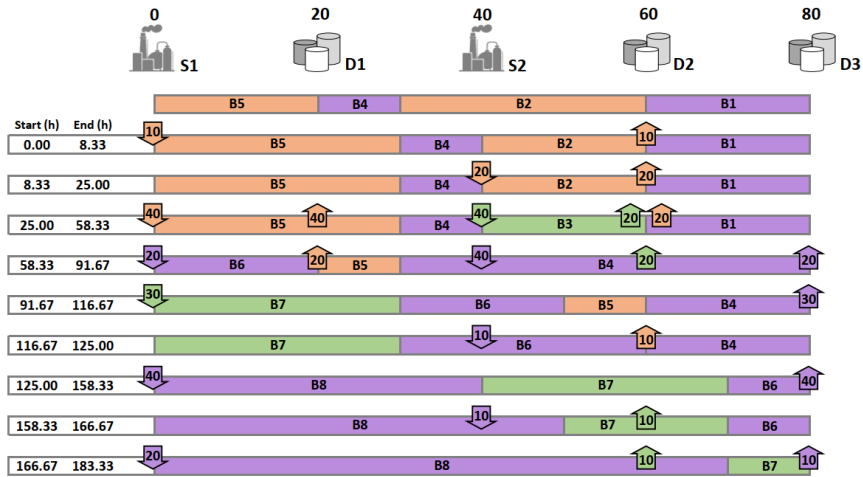 0 20 40 60 80
S1 D1 S2 D2 D3
B5 B4 B2 B1
Start (h) End (h)
10 10
0.00 8.33 B5 B4 B2 B1
20 20
8.33 25.00 B5 B4 B2 B1
40 40 40 20 20
25.00 58.33 B5 B4 B3 B1
20 20 40 20 20
58.33 91.67 B6 B5 B4
30 30
91.67 116.67 B7 B6 B5 B4
10 10
116.67 125.00 B7 B6 B4
40 40
125.00 158.33 B8 B7 B6
10 10
158.33 166.67 B8 B7 B6
20 10 10
166.67 183.33 B8 B7